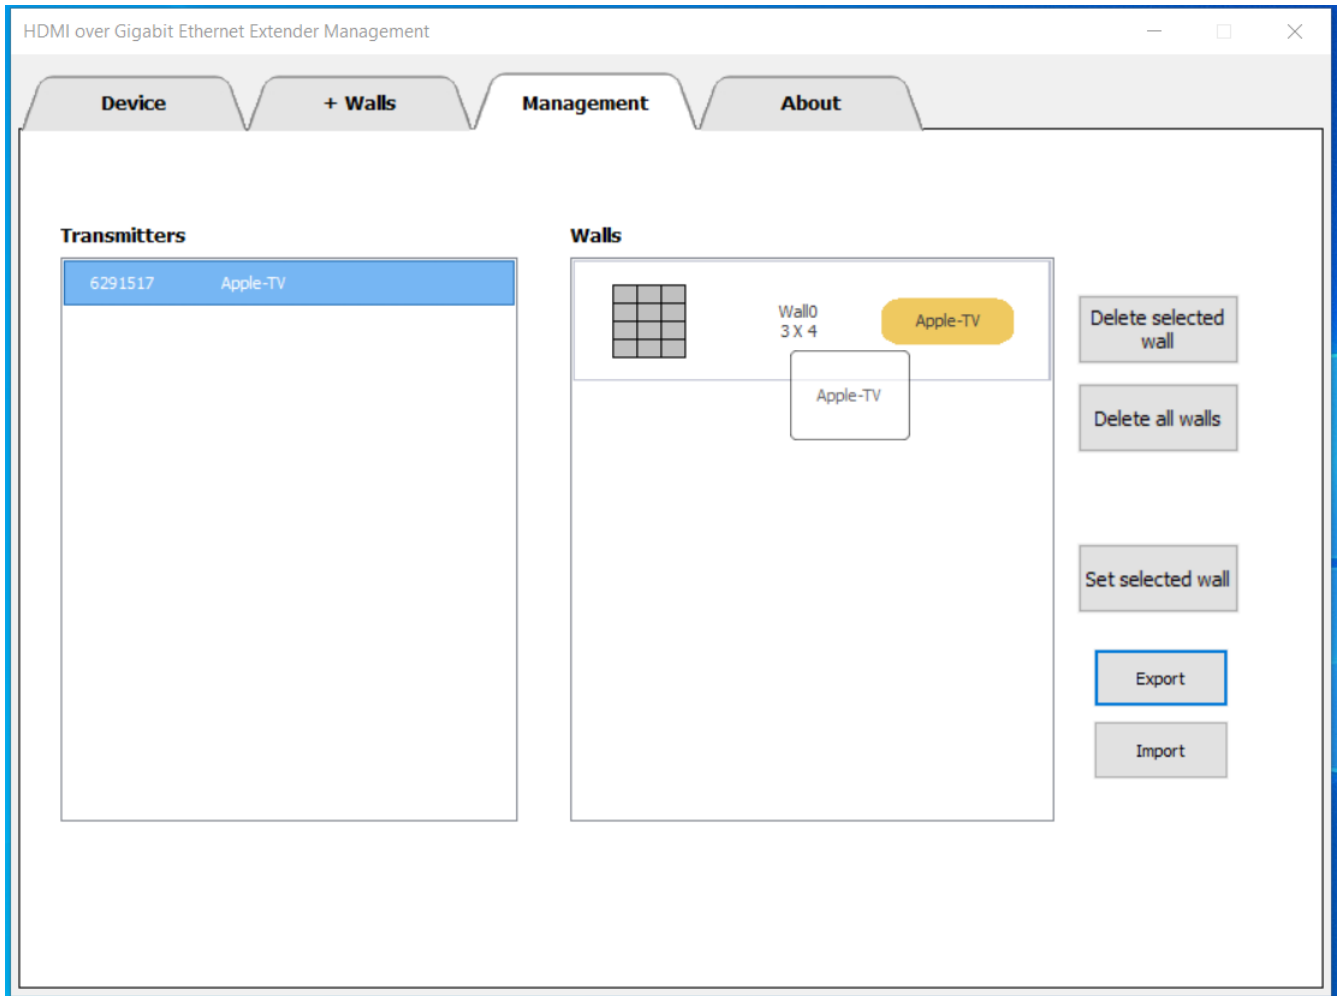 HDMI over Gigabit Ethernet Extender Management
Device
+ Walls
Management
About
Transmitters
Walls
6291517 Apple-TV
Wall0
3 X 4
Apple-TV
Apple-TV
Delete selected
wall
Delete all walls
Set selected wall
Export
Import